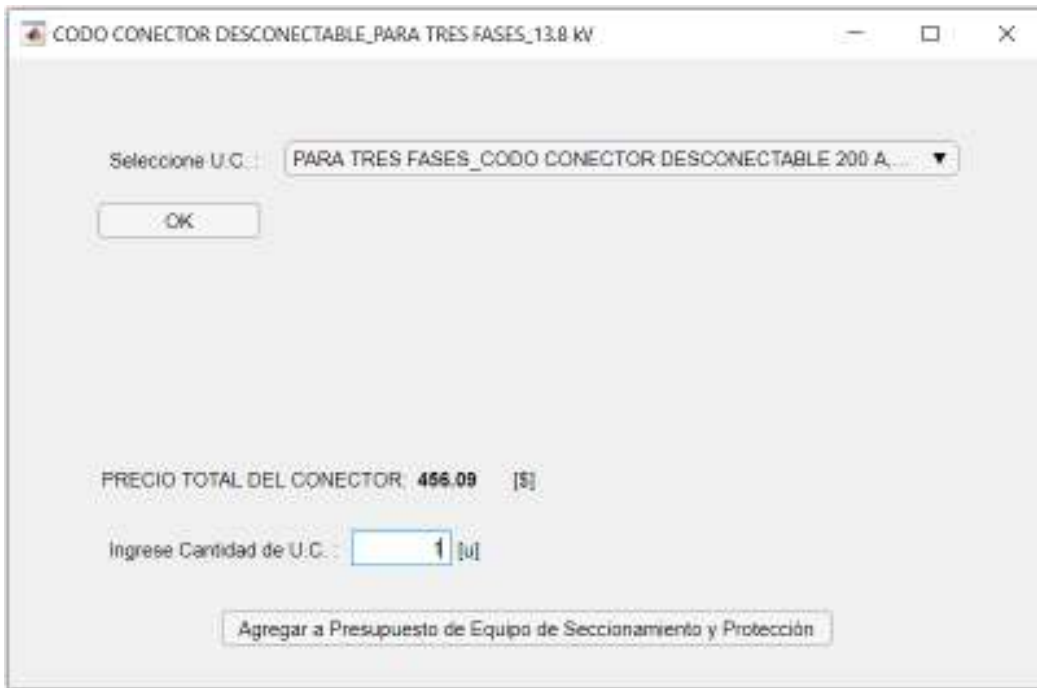 CODO CONECTOR DESCONECTABLE_PARA TRES FASES_13.8 kV
Seleccione U.C. : PARA TRES FASES_CODO CONECTOR DESCONECTABLE 200 A, ...
OK
PRECIO TOTAL DEL CONECTOR: 456.09 [$]
Ingrese Cantidad de U.C. : 1 [u]
Agregar a Presupuesto de Equipo de Seccionamiento y Protección